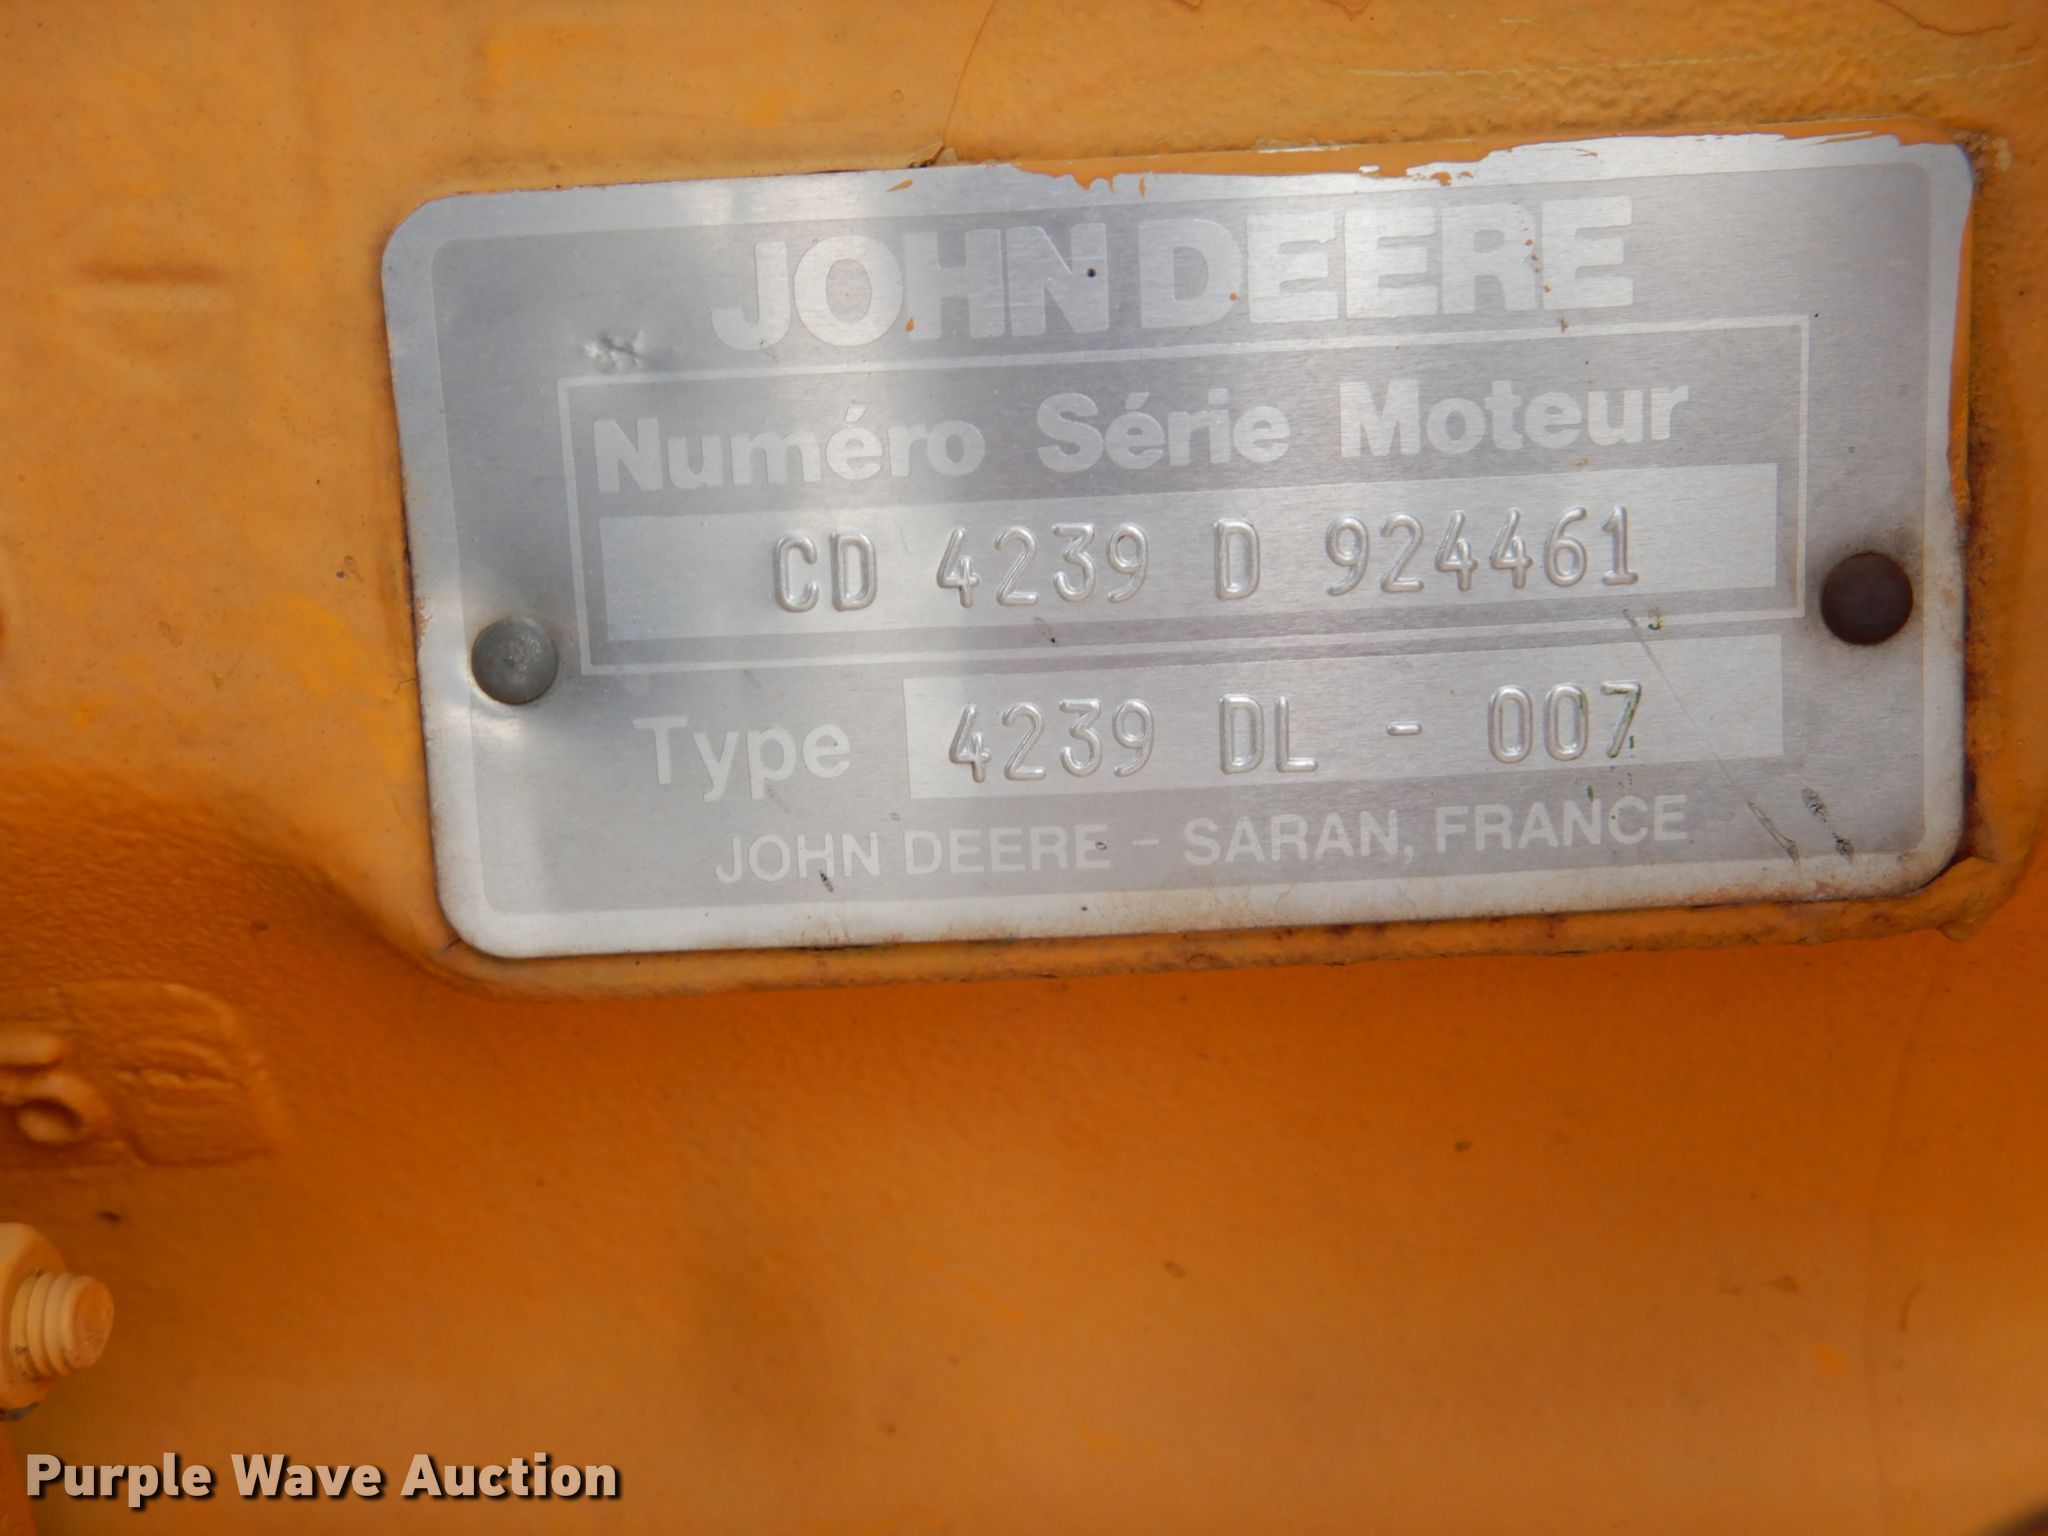 JOHN DEERE
Numéro Série Moteur
CD 4239 D 924461
Type 4239 DL - 007
JOHN DEERE - SARAN, FRANCE
Purple Wave Auction